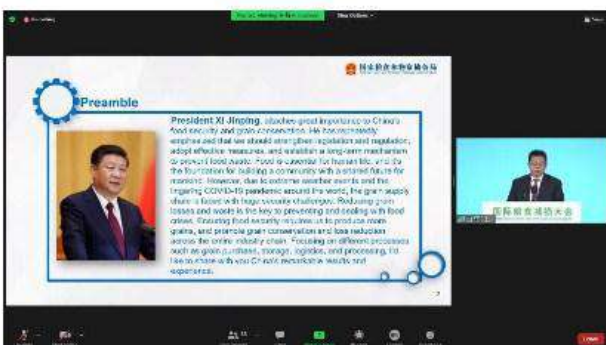 国家粮食和物资储备局
Preamble
President Xi Jinping, attaches great importance to China's
food security and grain conservation. He has repeatedly
emphasized that we should strengthen legislation and regulation,
adopt effective measures, and establish a long-term mechanism
to prevent food waste. Food is essential for human life, and it's
the foundation for building a community with a shared future for
mankind. However, due to extreme weather events and the
lingering COVID-19 pandemic around the world, the grain supply
chain is faced with huge security challenges. Reducing grain
losses and waste is the key to preventing and dealing with food
crises. Ensuring food security requires us to produce more
grains, and promote grain conservation and loss reduction
across the entire industry chain. Focusing on different processes
such as grain purchase, storage, logistics, and processing, I'd
like to share with you China's remarkable results and
experience.
国际粮食减损大会